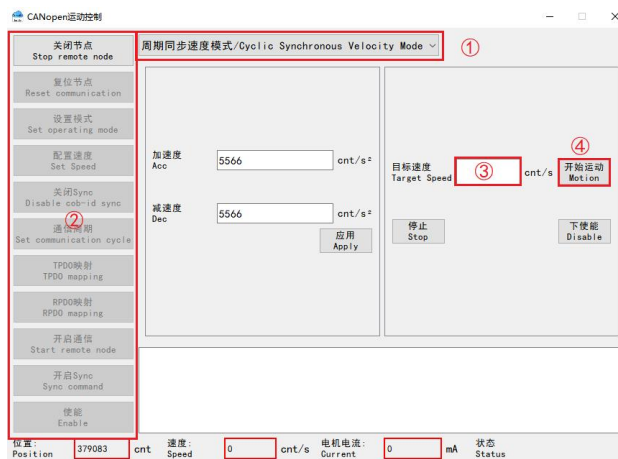 CANopen运动控制
关闭节点
Stop remote node
复位节点
Reset communication
设置模式
Set operating mode
配置速度
Set Speed
关闭Sync
Disable cob-id sync
②
通信周期
Set communication cycle
TPDO映射
TPDO mapping
RPDO映射
RPDO mapping
开启通信
Start remote node
开启Sync
Sync command
使能
Enable
周期同步速度模式/Cyclic Synchronous Velocity Mode
①
加速度
Acc
5566
cnt/s²
减速度
Dec
5566
cnt/s²
应用
Apply
目标速度
Target Speed
③
cnt/s
④
开始运动
Motion
停止
Stop
下使能
Disable
位置:
Position
379083
cnt
速度:
Speed
0
cnt/s
电机电流:
Current
0
mA
状态
Status